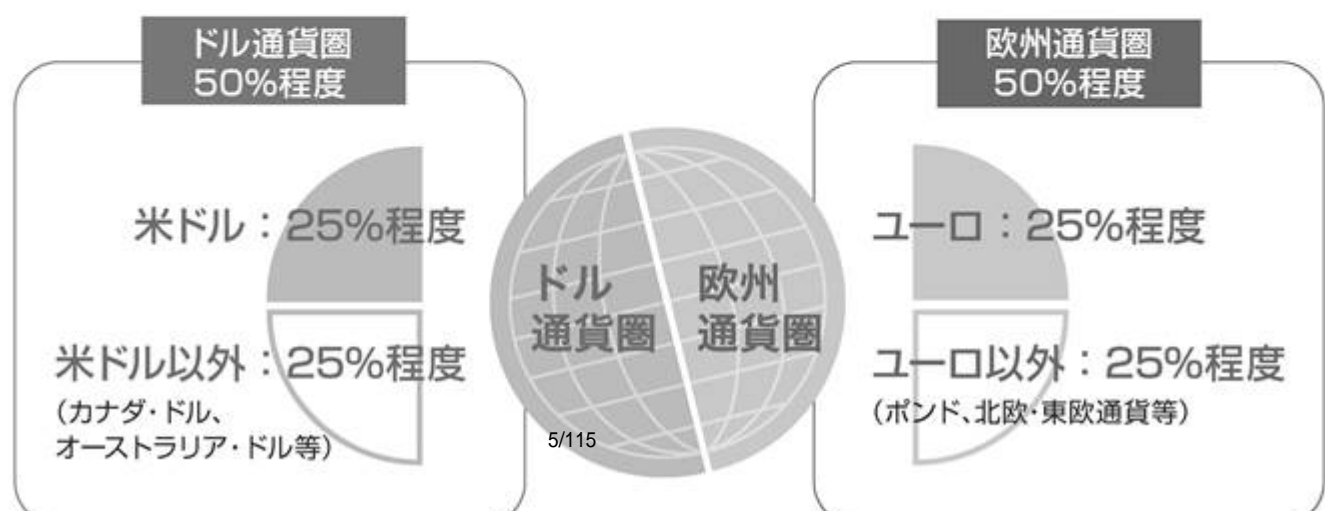 ドル通貨圏
50%程度
米ドル：25%程度
米ドル以外：25%程度
（カナダ・ドル、
オーストラリア・ドル等）
ドル
通貨圏
欧州
通貨圏
5/115
欧州通貨圏
50%程度
ユーロ：25%程度
ユーロ以外：25%程度
（ポンド、北欧・東欧通貨等）